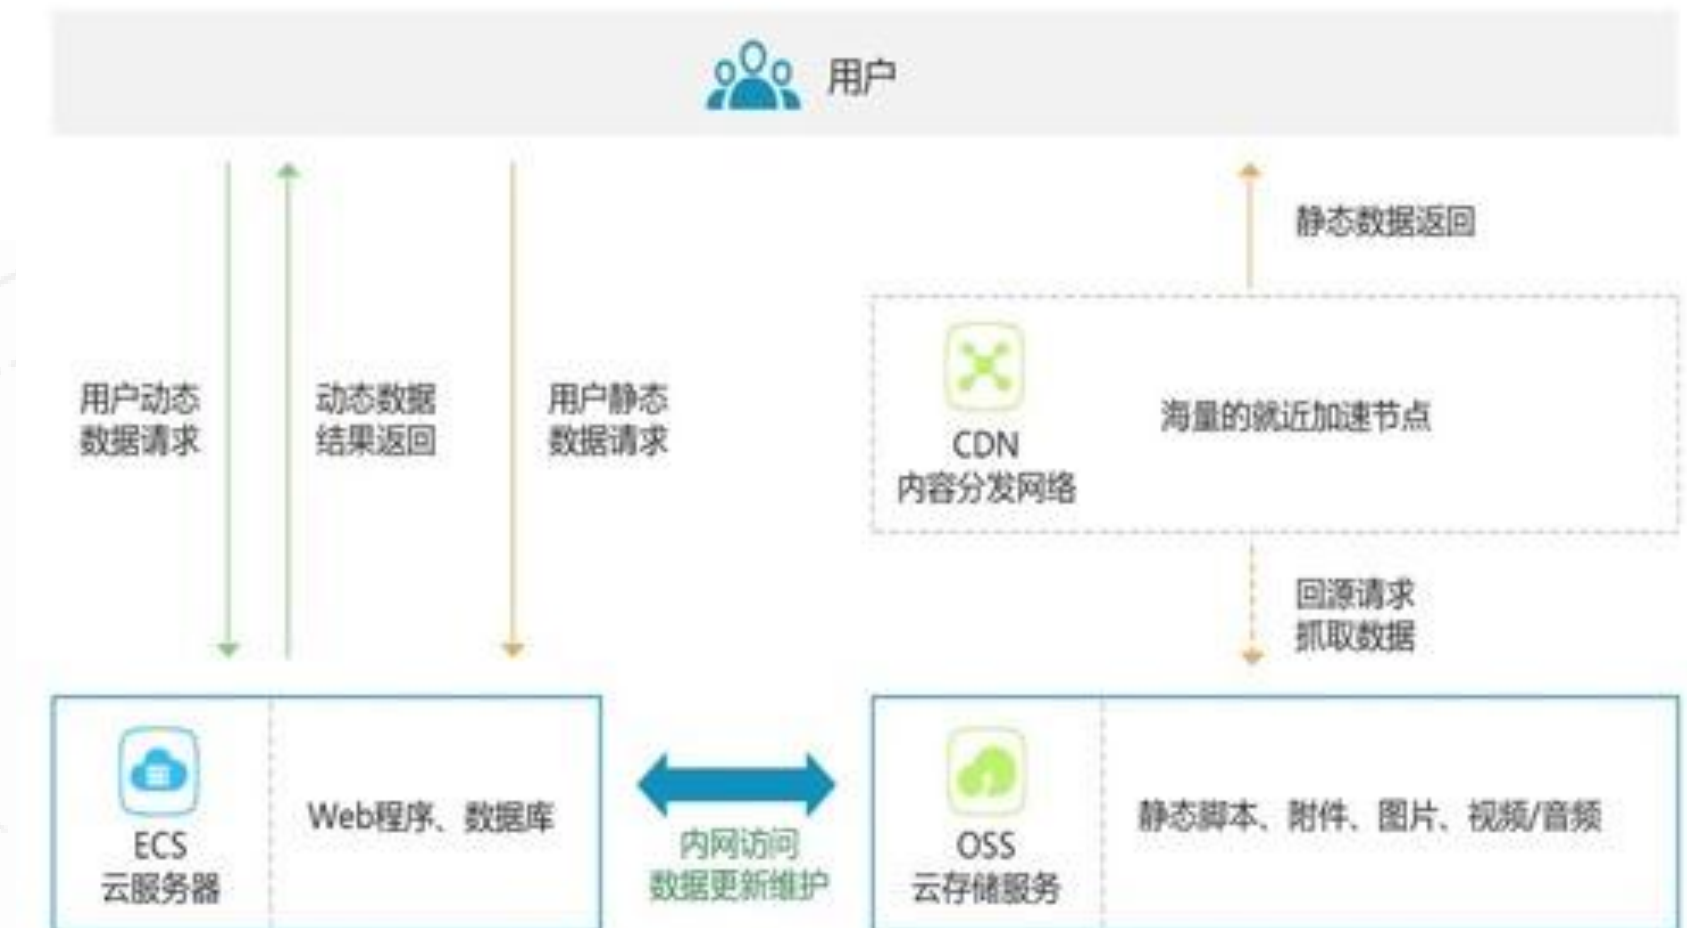 用户
静态数据返回
用户动态
数据请求
动态数据
结果返回
用户静态
数据请求
CDN
内容分发网络
海量的就近加速节点
回源请求
抓取数据
ECS
云服务器
Web程序、数据库
内网访问
数据更新维护
OSS
云存储服务
静态脚本、附件、图片、视频/音频